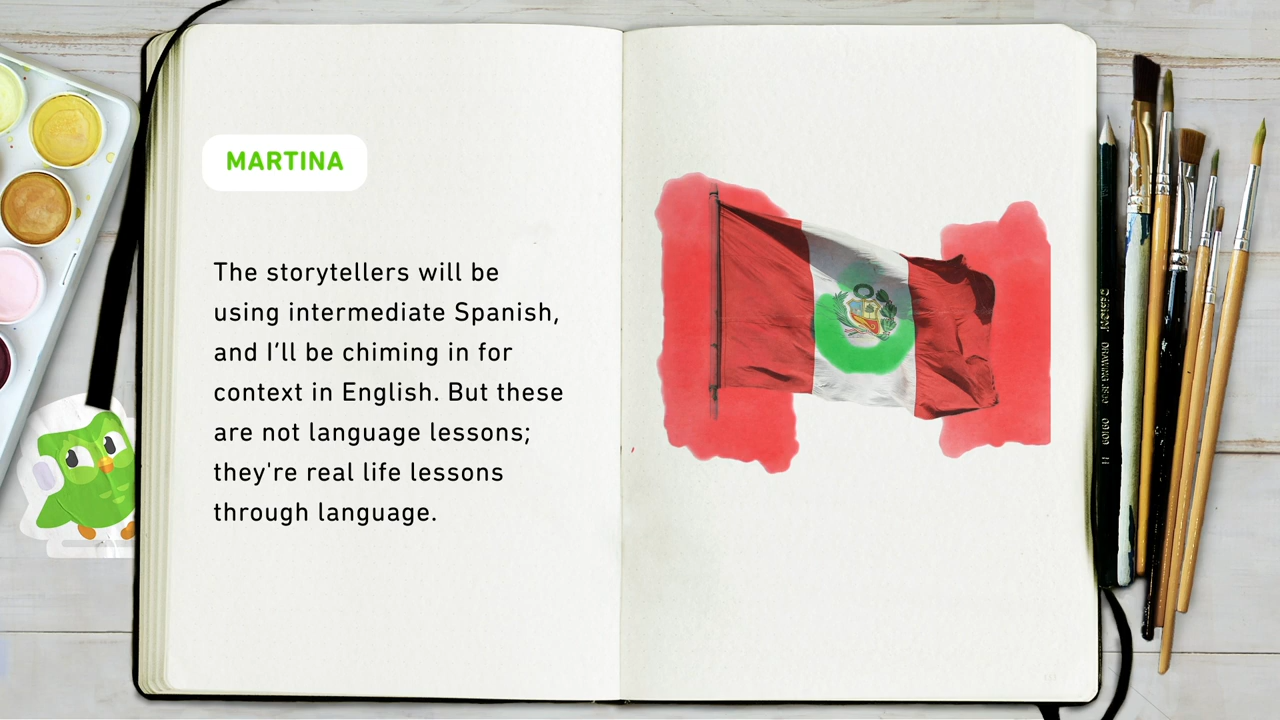 MARTINA
The storytellers will be
using intermediate Spanish,
and I’ll be chiming in for
context in English. But these
are not language lessons;
they're real life lessons
through language.